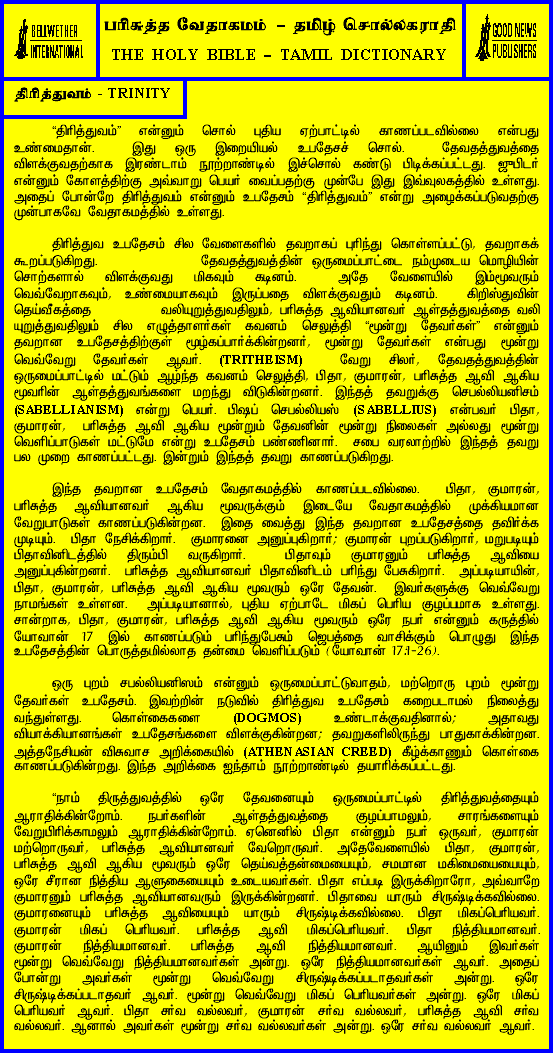 BELLWETHER
INTERNATIONAL
பரிசுத்த வேதாகமம் – தமிழ் சொல்லகராதி
THE HOLY BIBLE – TAMIL DICTIONARY
GOOD NEWS
PUBLISHERS
திரித்துவம் - TRINITY
“திரித்துவம்” என்னும் சொல் புதிய ஏற்பாட்டில் காணப்படவில்லை என்பது
உண்மைதான். இது ஒரு இறையியல் உபதேசச் சொல். தேவதத்துவத்தை
விளக்குவதற்காக இரண்டாம் நூற்றாண்டில் இச்சொல் கண்டு பிடிக்கப்பட்டது. ஜுபிடர்
என்னும் கோளத்திற்கு அவ்வாறு பெயர் வைப்பதற்கு முன்பே இது இவ்வுலகத்தில் உள்ளது.
அதைப் போன்றே திரித்துவம் என்னும் உபதேசம் “திரித்துவம்” என்று அழைக்கப்படுவதற்கு
முன்பாகவே வேதாகமத்தில் உள்ளது.
திரித்துவ உபதேசம் சில வேளைகளில் தவறாகப் புரிந்து கொள்ளப்பட்டு, தவறாகக்
கூறப்படுகிறது. தேவதத்துவத்தின் ஒருமைப்பாட்டை நம்முடைய மொழியின்
சொற்களால் விளக்குவது மிகவும் கடினம். அதே வேளையில் இம்மூவரும்
வெவ்வேறாகவும், உண்மையாகவும் இருப்பதை விளக்குவதும் கடினம். கிறிஸ்துவின்
தெய்வீகத்தை வலியுறுத்துவதிலும், பரிசுத்த ஆவியானவர் ஆள்தத்துவத்தை வலி
யுறுத்துவதிலும் சில எழுத்தாளர்கள் கவனம் செலுத்தி “மூன்று தேவர்கள்” என்னும்
தவறான உபதேசத்திற்குள் மூழ்கப்பார்க்கின்றனர், மூன்று தேவர்கள் என்பது மூன்று
வெவ்வேறு தேவர்கள் ஆவர். (TRITHEISM) வேறு சிலர், தேவதத்துவத்தின்
ஒருமைப்பாட்டில் மட்டும் ஆழ்ந்த கவனம் செலுத்தி, பிதா, குமாரன், பரிசுத்த ஆவி ஆகிய
மூவரின் ஆள்தத்துவங்களை மறந்து விடுகின்றனர். இந்தத் தவறுக்கு செபல்லியனிசம்
(SABELLIANISM) என்று பெயர். பிஷப் செபல்லியஸ் (SABELLIUS) என்பவர் பிதா,
குமாரன், பரிசுத்த ஆவி ஆகிய மூன்றும் தேவனின் மூன்று நிலைகள் அல்லது மூன்று
வெளிப்பாடுகள் மட்டுமே என்று உபதேசம் பண்ணினார். சபை வரலாற்றில் இந்தத் தவறு
பல முறை காணப்பட்டது. இன்றும் இந்தத் தவறு காணப்படுகிறது.
இந்த தவறான உபதேசம் வேதாகமத்தில் காணப்படவில்லை. பிதா, குமாரன்,
பரிசுத்த ஆவியானவர் ஆகிய மூவருக்கும் இடையே வேதாகமத்தில் முக்கியமான
வேறுபாடுகள் காணப்படுகின்றன. இதை வைத்து இந்த தவறான உபதேசத்தை தவிர்க்க
முடியும். பிதா நேசிக்கிறார். குமாரனை அனுப்புகிறார்; குமாரன் புறப்படுகிறார், மறுபடியும்
பிதாவினிடத்தில் திரும்பி வருகிறார். பிதாவும் குமாரனும் பரிசுத்த ஆவியை
அனுப்புகின்றனர். பரிசுத்த ஆவியானவர் பிதாவினிடம் பரிந்து பேசுகிறார். அப்படியாயின்,
பிதா, குமாரன், பரிசுத்த ஆவி ஆகிய மூவரும் ஒரே தேவன். இவர்களுக்கு வெவ்வேறு
நாமங்கள் உள்ளன. அப்படியானால், புதிய ஏற்பாடே மிகப் பெரிய குழப்பமாக உள்ளது.
சான்றாக, பிதா, குமாரன், பரிசுத்த ஆவி ஆகிய மூவரும் ஒரே நபர் என்னும் கருத்தில்
யோவான் 17 இல் காணப்படும் பரிந்துபேசும் ஜெபத்தை வாசிக்கும் பொழுது இந்த
உபதேசத்தின் பொருத்தமில்லாத தன்மை வெளிப்படும் (யோவான் 17:1-26).
ஒரு புறம் சபல்லியனிஸம் என்னும் ஒருமைப்பாட்டுவாதம், மற்றொரு புறம் மூன்று
தேவர்கள் உபதேசம். இவற்றின் நடுவில் திரித்துவ உபதேசம் கறைபடாமல் நிலைத்து
வந்துள்ளது. கொள்கைகளை (DOGMOS) உண்டாக்குவதினால்; அதாவது
வியாக்கியானங்கள் உபதேசங்களை விளக்குகின்றன; தவறுகளிலிருந்து பாதுகாக்கின்றன.
அத்தநேசியன் விசுவாச அறிக்கையில் (ATHENASIAN CREED) கீழ்க்காணும் கொள்கை
காணப்படுகின்றது. இந்த அறிக்கை ஐந்தாம் நூற்றாண்டில் தயாரிக்கப்பட்டது.
“நாம் திருத்துவத்தில் ஒரே தேவனையும் ஒருமைப்பாட்டில் திரித்துவத்தையும்
ஆராதிக்கின்றோம். நபர்களின் ஆள்தத்துவத்தை குழப்பாமலும், சாரங்களையும்
வேறுபிரிக்காமலும் ஆராதிக்கின்றோம். ஏனெனில் பிதா என்னும் நபர் ஒருவர், குமாரன்
மற்றொருவர், பரிசுத்த ஆவியானவர் வேறொருவர். அதேவேளையில் பிதா, குமாரன்,
பரிசுத்த ஆவி ஆகிய மூவரும் ஒரே தெய்வத்தன்மையையும், சமமான மகிமையையையும்,
ஒரே சீரான நித்திய ஆளுகையையும் உடையவர்கள். பிதா எப்படி இருக்கிறாரோ, அவ்வாறே
குமாரனும் பரிசுத்த ஆவியானவரும் இருக்கின்றனர். பிதாவை யாரும் சிருஷ்டிக்கவில்லை.
குமாரனையும் பரிசுத்த ஆவியையும் யாரும் சிருஷ்டிக்கவில்லை. பிதா மிகப்பெரியவர்.
குமாரன் மிகப் பெரியவர். பரிசுத்த ஆவி மிகப்பெரியவர். பிதா நித்தியமானவர்.
குமாரன் நித்தியமானவர். பரிசுத்த ஆவி நித்தியமானவர். ஆயினும் இவர்கள்
மூன்று வெவ்வேறு நித்தியமானவர்கள் அன்று. ஒரே நித்தியமானவர்கள் ஆவர். அதைப்
போன்று அவர்கள் மூன்று வெவ்வேறு சிருஷ்டிக்கப்படாதவர்கள் அன்று. ஒரே
சிருஷ்டிக்கப்படாதவர் ஆவர். மூன்று வெவ்வேறு மிகப் பெரியவர்கள் அன்று. ஒரே மிகப்
பெரியவர் ஆவர். பிதா சர்வ வல்லவர், குமாரன் சர்வ வல்லவர், பரிசுத்த ஆவி சர்வ
வல்லவர். ஆனால் அவர்கள் மூன்று சர்வ வல்லவர்கள் அன்று. ஒரே சர்வ வல்லவர் ஆவர்.